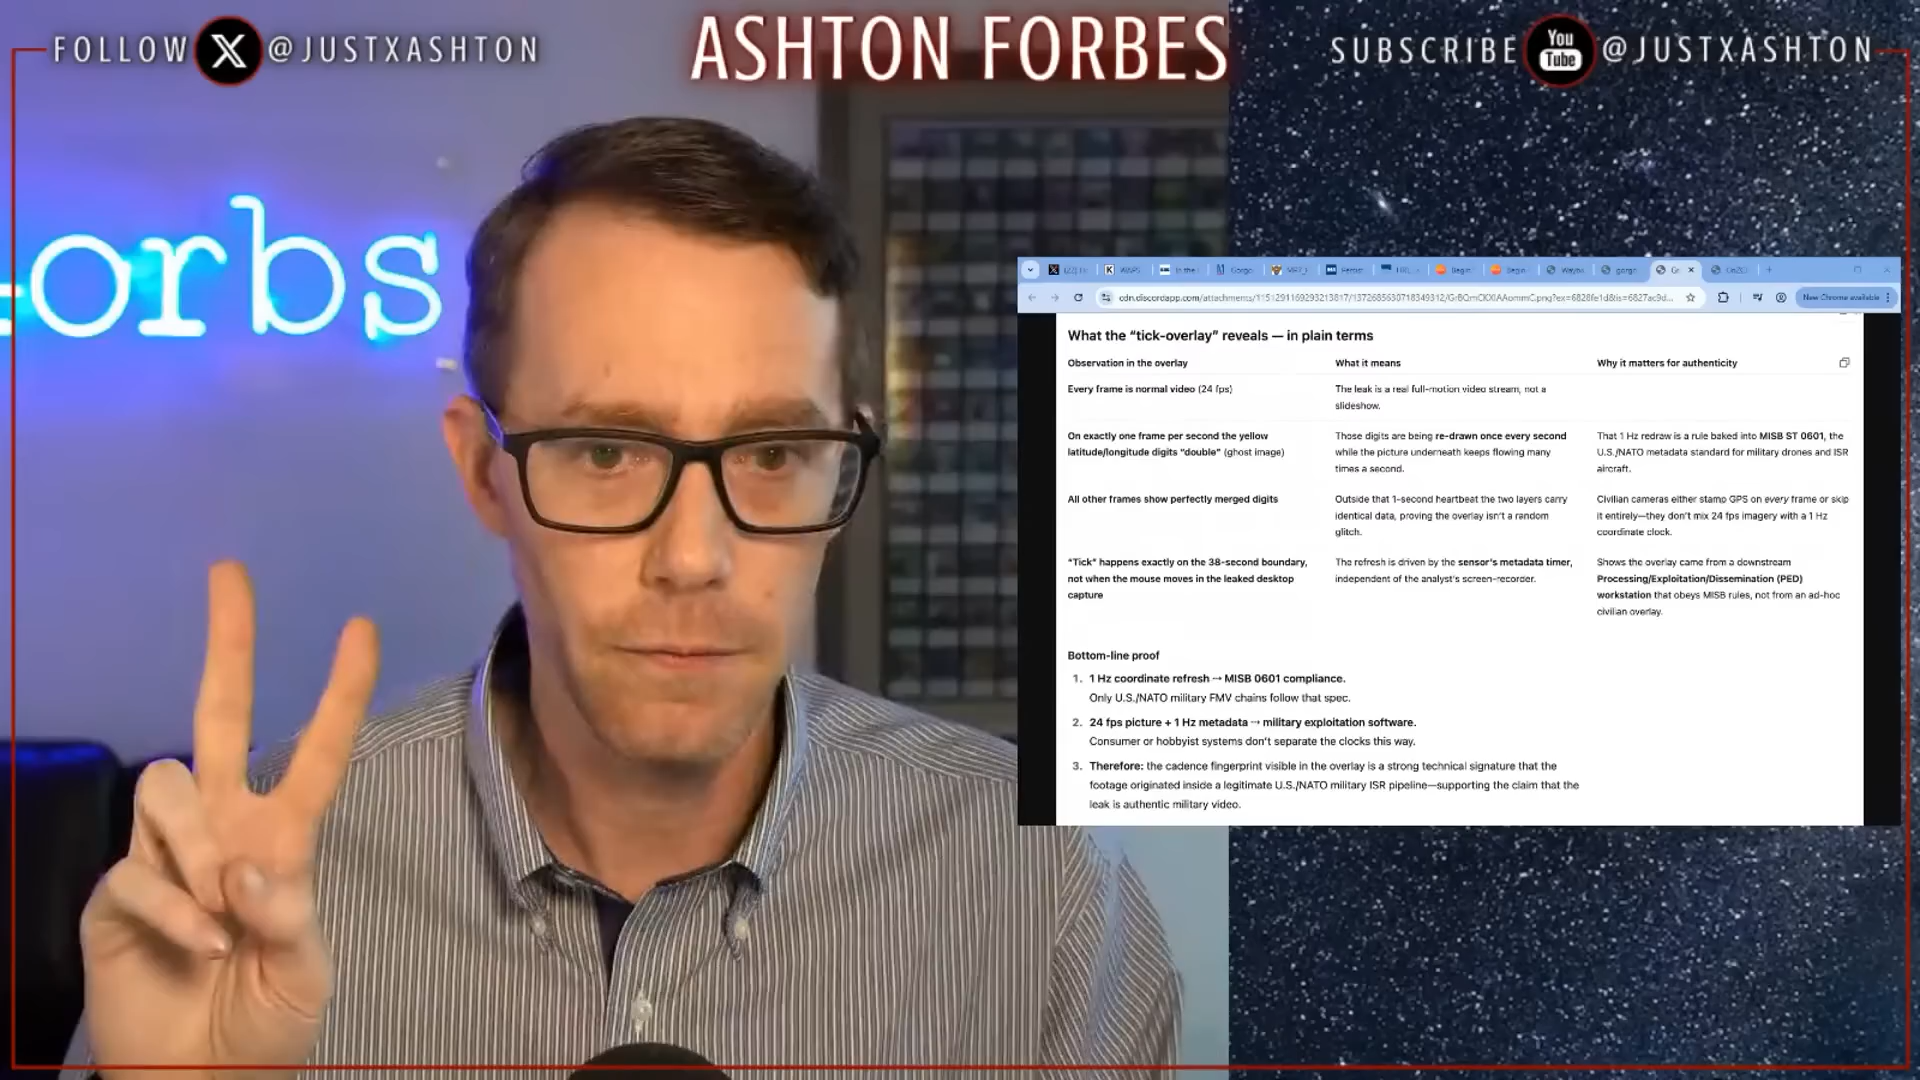 FOLLOW X @JUSTXASHTON
ASHTON FORBES
SUBSCRIBE You Tube @JUSTXASHTON
orbs
New Chrome available
What the “tick-overlay” reveals — in plain terms
Observation in the overlay
What it means
Why it matters for authenticity
Every frame is normal video (24 fps)
The leak is a real full-motion video stream, not a
slideshow.
On exactly one frame per second the yellow
latitude/longitude digits “double” (ghost image)
Those digits are being re-drawn once every second
while the picture underneath keeps flowing many
times a second.
That 1 Hz redraw is a rule baked into MISB ST 0601, the
U.S./NATO metadata standard for military drones and ISR
aircraft.
All other frames show perfectly merged digits
Outside that 1-second heartbeat the two layers carry
identical data, proving the overlay isn't a random
glitch.
Civilian cameras either stamp GPS on every frame or skip
it entirely—they don't mix 24 fps imagery with a 1 Hz
coordinate clock.
“Tick” happens exactly on the 38-second boundary,
not when the mouse moves in the leaked desktop
capture
The refresh is driven by the sensor's metadata timer,
independent of the analyst's screen-recorder.
Shows the overlay came from a downstream
Processing/Exploitation/Dissemination (PED)
workstation that obeys MISB rules, not from an ad-hoc
civilian overlay.
Bottom-line proof
1. 1 Hz coordinate refresh → MISB 0601 compliance.
Only U.S./NATO military FMV chains follow that spec.
2. 24 fps picture + 1 Hz metadata → military exploitation software.
Consumer or hobbyist systems don't separate the clocks this way.
3. Therefore: the cadence fingerprint visible in the overlay is a strong technical signature that the
footage originated inside a legitimate U.S./NATO military ISR pipeline—supporting the claim that the
leak is authentic military video.